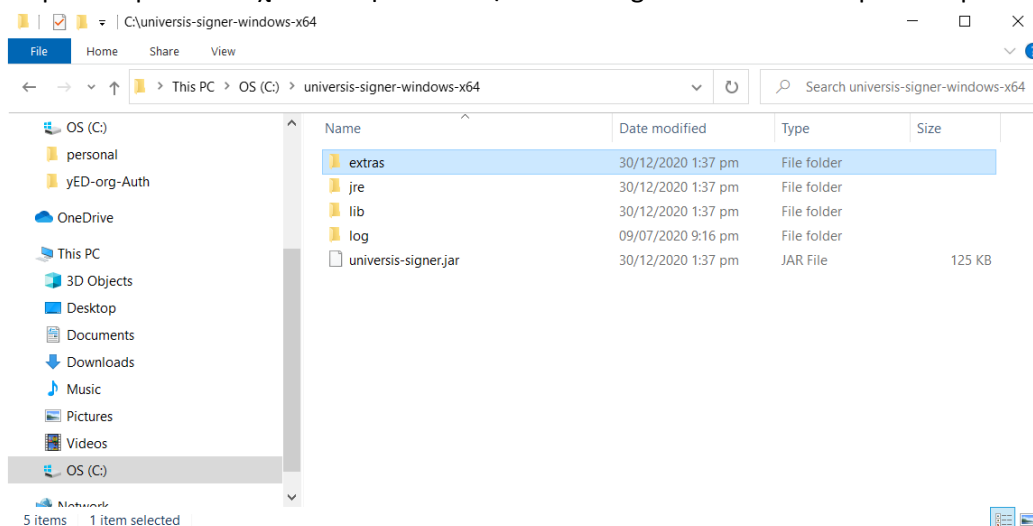 C:\universis-signer-windows-x64
File Home Share View
This PC > OS (C:) > universis-signer-windows-x64
Search universis-signer-windows-x64
Name Date modified Type Size
OS (C:)
personal
yED-org-Auth
OneDrive
This PC
3D Objects
Desktop
Documents
Downloads
Music
Pictures
Videos
OS (C:)
Network
extras 30/12/2020 1:37 pm File folder
jre 30/12/2020 1:37 pm File folder
lib 30/12/2020 1:37 pm File folder
log 09/07/2020 9:16 pm File folder
universis-signer.jar 30/12/2020 1:37 pm JAR File 125 KB
5 items 1 item selected